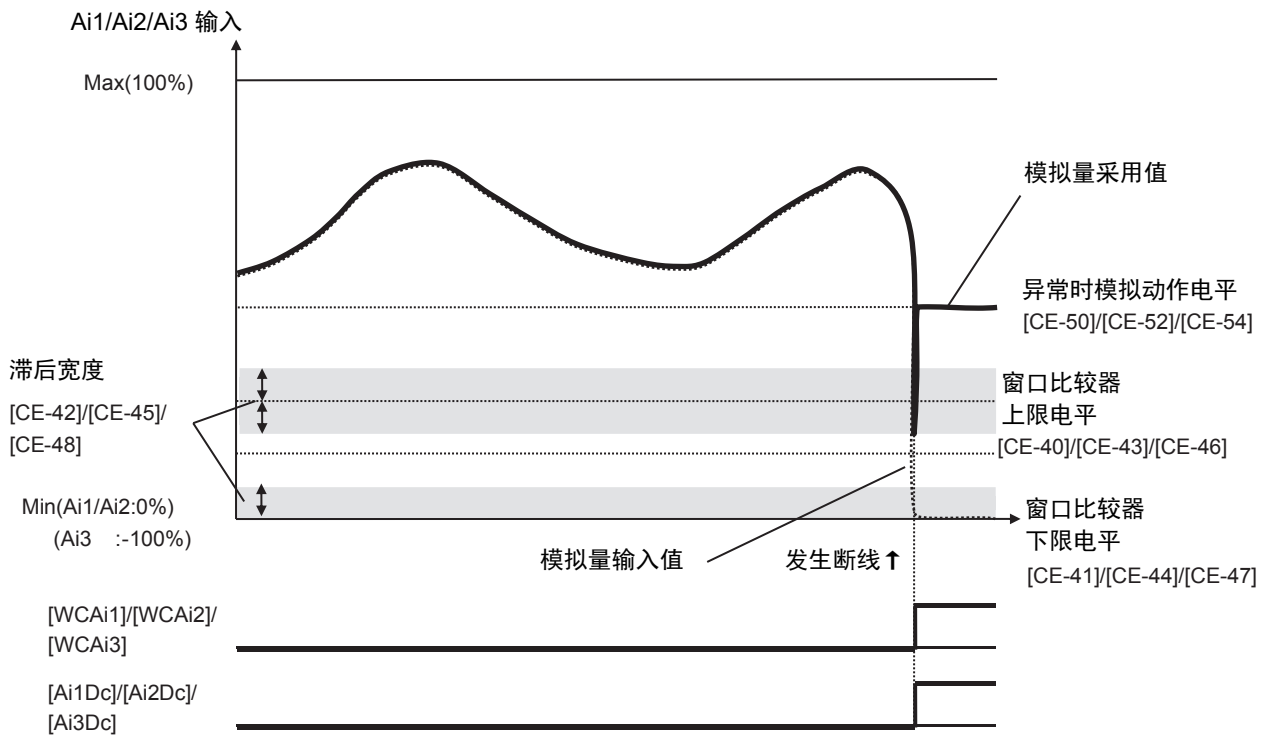 Ai1/Ai2/Ai3 输入
Max(100%)
模拟量采用值
异常时模拟动作电平
[CE-50]/[CE-52]/[CE-54]
滞后宽度
[CE-42]/[CE-45]/
[CE-48]
窗口比较器
上限电平
[CE-40]/[CE-43]/[CE-46]
Min(Ai1/Ai2:0%)
(Ai3 :-100%)
窗口比较器
下限电平
[CE-41]/[CE-44]/[CE-47]
模拟量输入值
发生断线↑
[WCAi1]/[WCAi2]/
[WCAi3]
[Ai1Dc]/[Ai2Dc]/
[Ai3Dc]